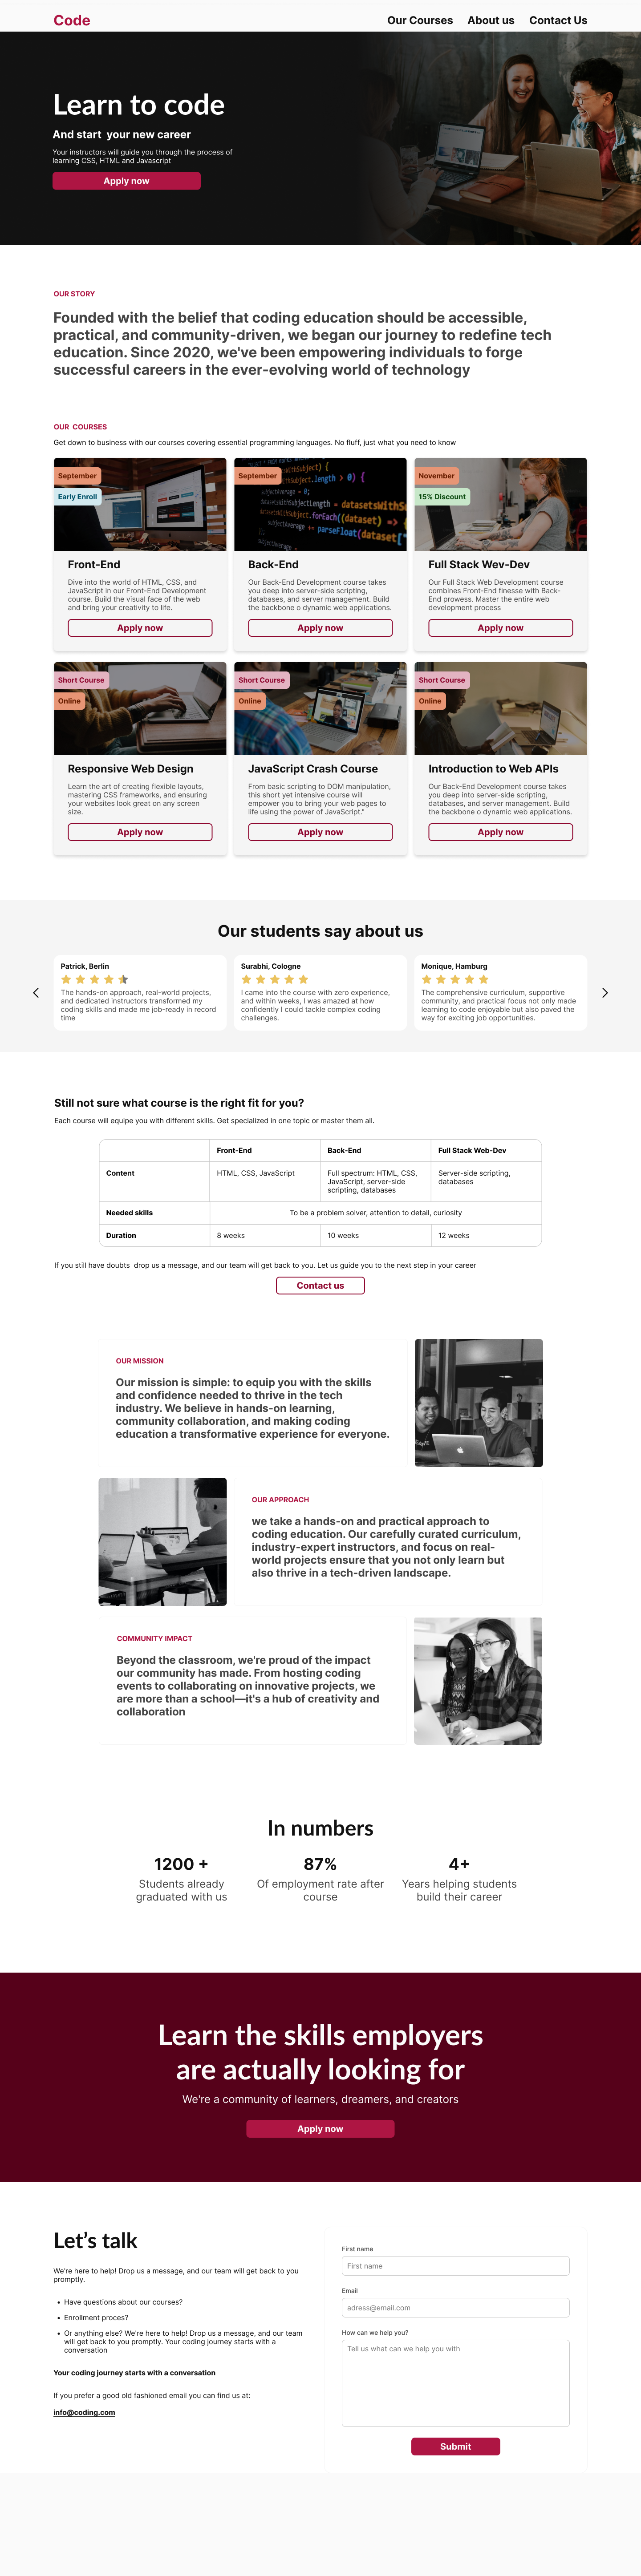 Code
Our Courses
About us
Contact Us
Learn to code
And start  your new career
Your instructors will guide you through the process of
learning CSS, HTML and Javascript
Apply now
OUR STORY
Founded with the belief that coding education should be accessible,
practical, and community-driven, we began our journey to redefine tech
education. Since 2020, we've been empowering individuals to forge
successful careers in the ever-evolving world of technology
OUR  COURSES
Get down to business with our courses covering essential programming languages. No fluff, just what you need to know
September
Early Enroll
Front-End
Dive into the world of HTML, CSS, and
JavaScript in our Front-End Development
course. Build the visual face of the web
and bring your creativity to life.
Apply now
September
Back-End
Our Back-End Development course takes
you deep into server-side scripting,
databases, and server management. Build
the backbone o dynamic web applications.
Apply now
November
15% Discount
Full Stack Wev-Dev
Our Full Stack Web Development course
combines Front-End finesse with Back-
End prowess. Master the entire web
development process
Apply now
Short Course
Online
Responsive Web Design
Learn the art of creating flexible layouts,
mastering CSS frameworks, and ensuring
your websites look great on any screen
size.
Apply now
Short Course
Online
JavaScript Crash Course
From basic scripting to DOM manipulation,
this short yet intensive course will
empower you to bring your web pages to
life using the power of JavaScript."
Apply now
Short Course
Online
Introduction to Web APIs
Our Back-End Development course takes
you deep into server-side scripting,
databases, and server management. Build
the backbone o dynamic web applications.
Apply now
Our students say about us
Patrick, Berlin
The hands-on approach, real-world projects,
and dedicated instructors transformed my
coding skills and made me job-ready in record
time
Surabhi, Cologne
I came into the course with zero experience,
and within weeks, I was amazed at how
confidently I could tackle complex coding
challenges.
Monique, Hamburg
The comprehensive curriculum, supportive
community, and practical focus not only made
learning to code enjoyable but also paved the
way for exciting job opportunities.
Still not sure what course is the right fit for you?
Each course will equipe you with different skills. Get specialized in one topic or master them all.
Front-End
Back-End
Full Stack Web-Dev
Content
HTML, CSS, JavaScript
Full spectrum: HTML, CSS,
JavaScript, server-side
scripting, databases
Server-side scripting,
databases
Needed skills
To be a problem solver, attention to detail, curiosity
Duration
8 weeks
10 weeks
12 weeks
If you still have doubts  drop us a message, and our team will get back to you. Let us guide you to the next step in your career
Contact us
OUR MISSION
Our mission is simple: to equip you with the skills
and confidence needed to thrive in the tech
industry. We believe in hands-on learning,
community collaboration, and making coding
education a transformative experience for everyone.
OUR APPROACH
we take a hands-on and practical approach to
coding education. Our carefully curated curriculum,
industry-expert instructors, and focus on real-
world projects ensure that you not only learn but
also thrive in a tech-driven landscape.
COMMUNITY IMPACT
Beyond the classroom, we're proud of the impact
our community has made. From hosting coding
events to collaborating on innovative projects, we
are more than a school—it's a hub of creativity and
collaboration
In numbers
1200 +
Students already
graduated with us
87%
Of employment rate after
course
4+
Years helping students
build their career
Learn the skills employers
are actually looking for
We're a community of learners, dreamers, and creators
Apply now
Let’s talk
We're here to help! Drop us a message, and our team will get back to you
promptly.
• Have questions about our courses?
• Enrollment proces?
• Or anything else? We're here to help! Drop us a message, and our team
will get back to you promptly. Your coding journey starts with a
conversation
Your coding journey starts with a conversation
If you prefer a good old fashioned email you can find us at:
info@coding.com
First name
First name
Email
adress@email.com
How can we help you?
Tell us what can we help you with
Submit